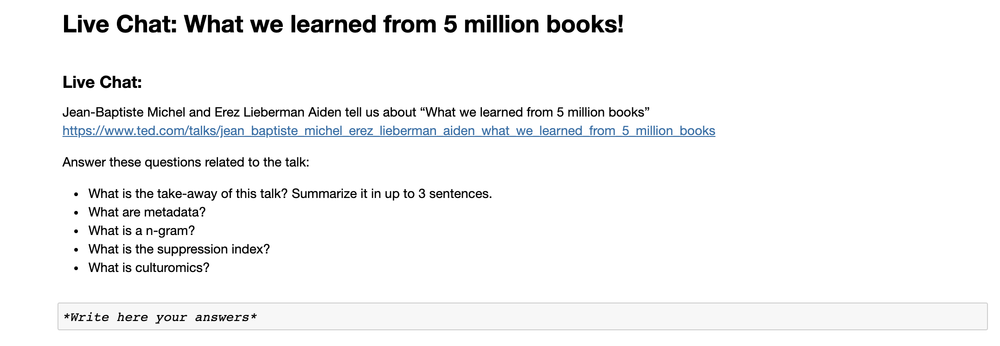 Live Chat: What we learned from 5 million books!
Live Chat:
Jean-Baptiste Michel and Erez Lieberman Aiden tell us about “What we learned from 5 million books”
https://www.ted.com/talks/jean_baptiste_michel_erez_lieberman_aiden_what_we_learned_from_5_million_books
Answer these questions related to the talk:
• What is the take-away of this talk? Summarize it in up to 3 sentences.
• What are metadata?
• What is a n-gram?
• What is the suppression index?
• What is culturomics?
*Write here your answers*